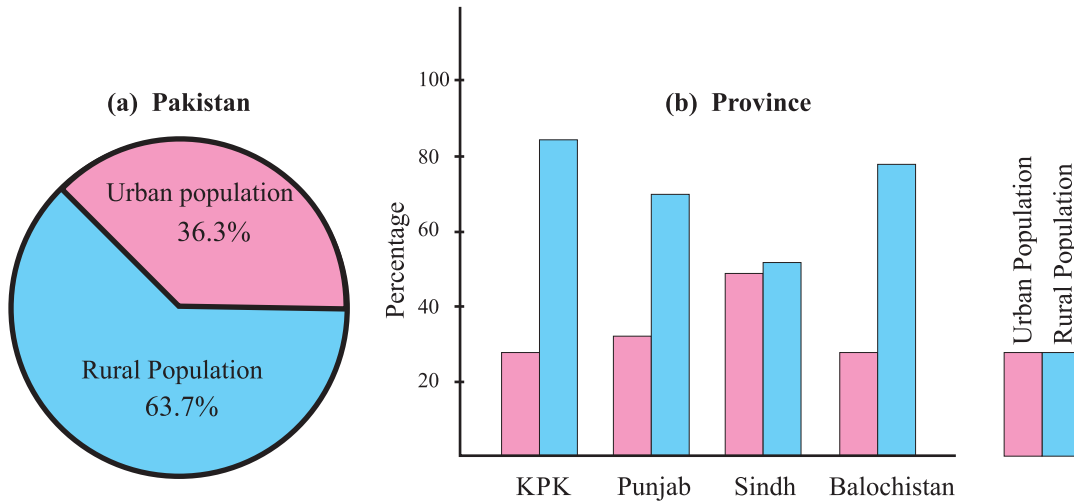 (a) Pakistan
Urban population
36.3%
Rural Population
63.7%
(b) Province
Percentage
100
80
60
40
20
KPK
Punjab
Sindh
Balochistan
Urban Population
Rural Population